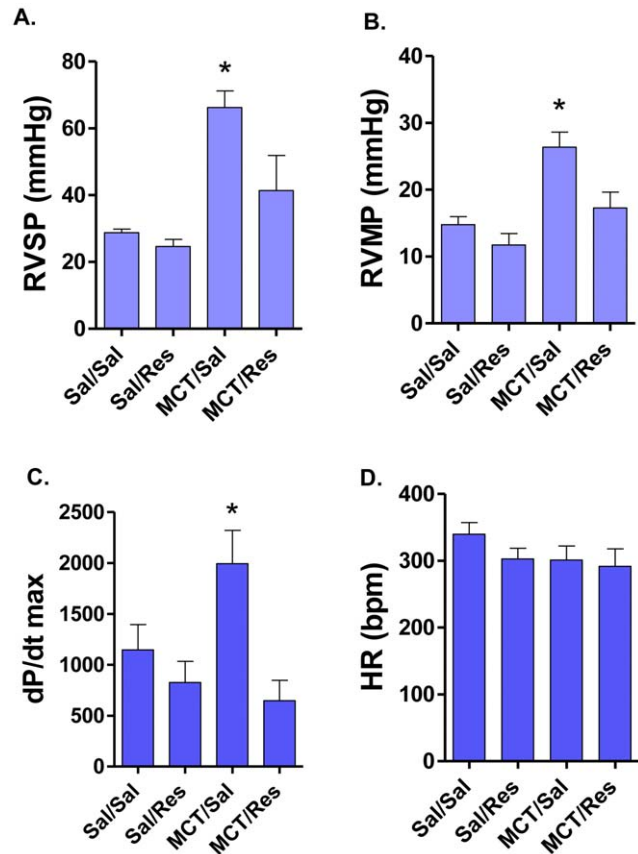 A.
*
80
60
40
20
0
RVSP (mmHg)
Sal/Sal
Sal/Res
MCT/Sal
MCT/Res
B.
*
40
30
20
10
0
RVMP (mmHg)
Sal/Sal
Sal/Res
MCT/Sal
MCT/Res
C.
*
2500
2000
1500
1000
500
0
dP/dt max
Sal/Sal
Sal/Res
MCT/Sal
MCT/Res
D.
400
300
200
100
0
HR (bpm)
Sal/Sal
Sal/Res
MCT/Sal
MCT/Res